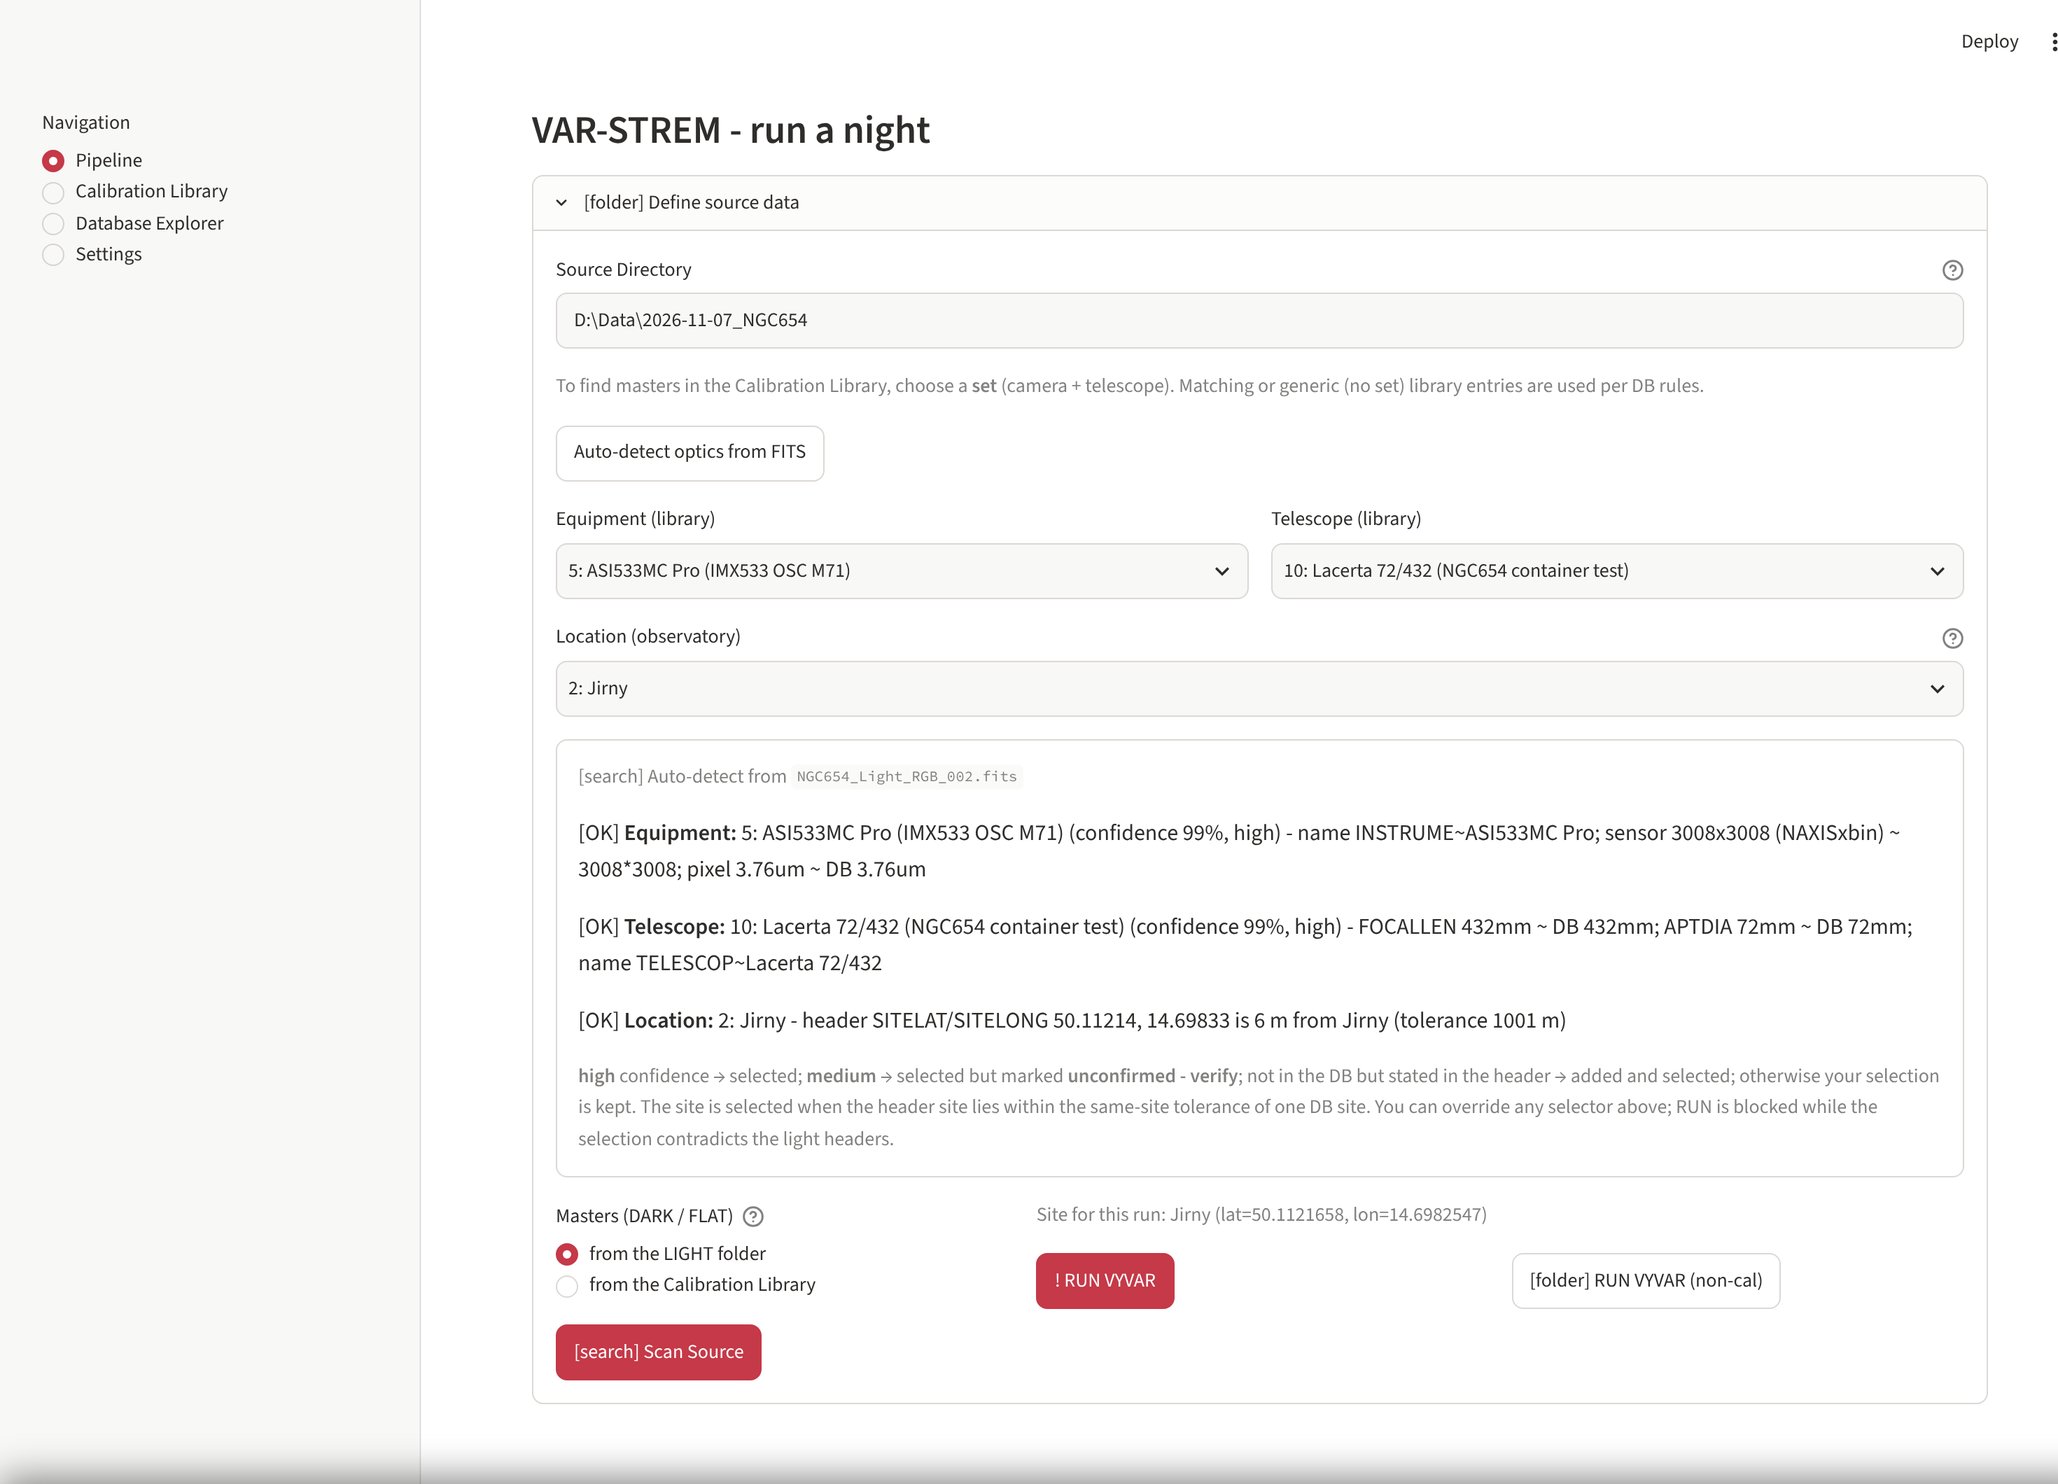 Deploy
Navigation
Pipeline
Calibration Library
Database Explorer
Settings
VAR-STREM - run a night
[folder] Define source data
Source Directory
D:\Data\2026-11-07_NGC654
To find masters in the Calibration Library, choose a set (camera + telescope). Matching or generic (no set) library entries are used per DB rules.
Auto-detect optics from FITS
Equipment (library)
5: ASI533MC Pro (IMX533 OSC M71)
Telescope (library)
10: Lacerta 72/432 (NGC654 container test)
Location (observatory)
2: Jirny
[search] Auto-detect from NGC654_Light_RGB_002.fits
[OK] Equipment: 5: ASI533MC Pro (IMX533 OSC M71) (confidence 99%, high) - name INSTRUME~ASI533MC Pro; sensor 3008x3008 (NAXISxbin) ~
3008*3008; pixel 3.76um ~ DB 3.76um
[OK] Telescope: 10: Lacerta 72/432 (NGC654 container test) (confidence 99%, high) - FOCALLEN 432mm ~ DB 432mm; APTDIA 72mm ~ DB 72mm;
name TELESCOP~Lacerta 72/432
[OK] Location: 2: Jirny - header SITELAT/SITELONG 50.11214, 14.69833 is 6 m from Jirny (tolerance 1001 m)
high confidence → selected; medium → selected but marked unconfirmed - verify; not in the DB but stated in the header → added and selected; otherwise your selection
is kept. The site is selected when the header site lies within the same-site tolerance of one DB site. You can override any selector above; RUN is blocked while the
selection contradicts the light headers.
Masters (DARK / FLAT)
from the LIGHT folder
from the Calibration Library
Site for this run: Jirny (lat=50.1121658, lon=14.6982547)
! RUN VYVAR
[folder] RUN VYVAR (non-cal)
[search] Scan Source